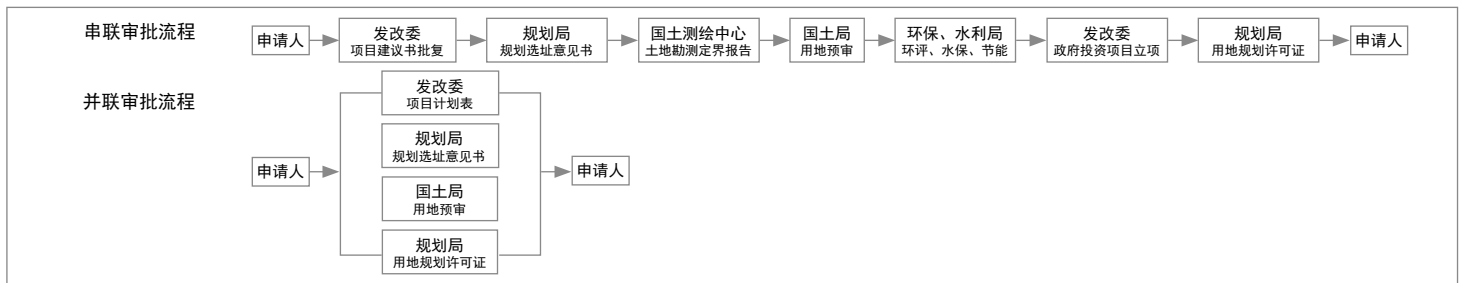 串联审批流程
申请人
发改委
项目建议书批复
规划局
规划选址意见书
国土测绘中心
土地勘测定界报告
国土局
用地预审
环保、水利局
环评、水保、节能
发改委
政府投资项目立项
规划局
用地规划许可证
申请人
并联审批流程
申请人
发改委
项目计划表
规划局
规划选址意见书
国土局
用地预审
规划局
用地规划许可证
申请人